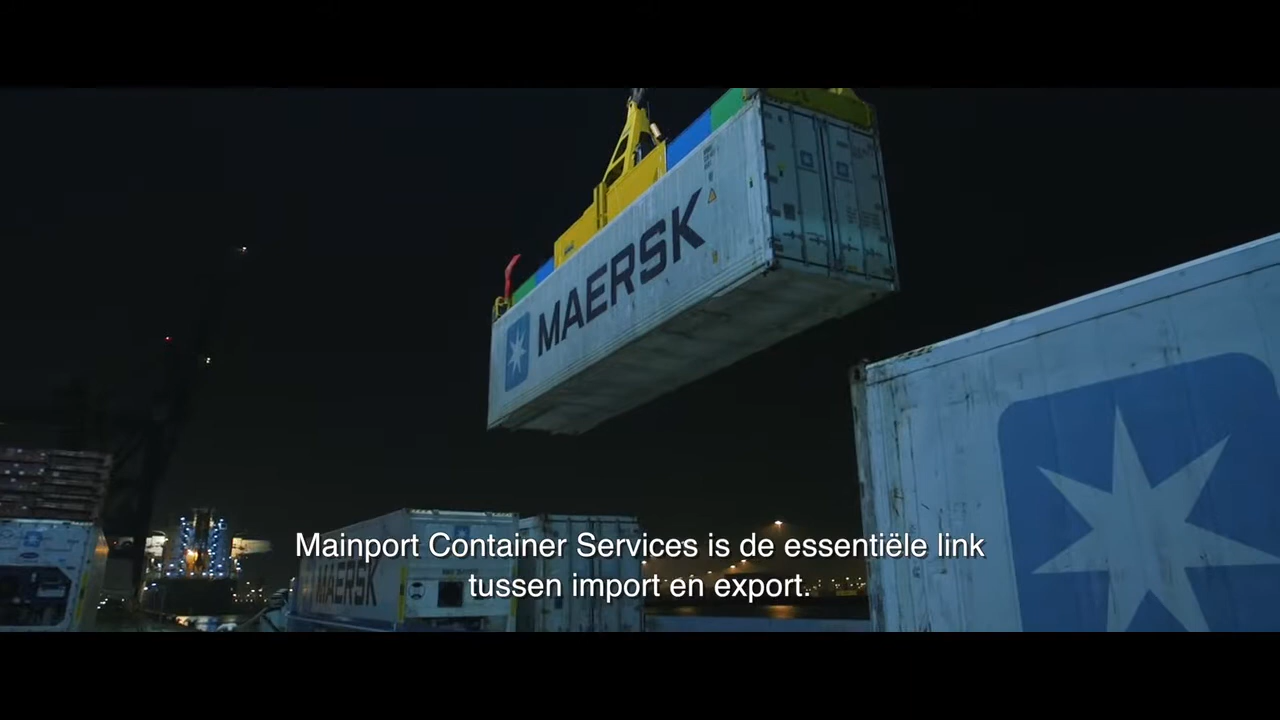 MAERSK
MAERSK
Mainport Container Services is de essentiële link
tussen import en export.